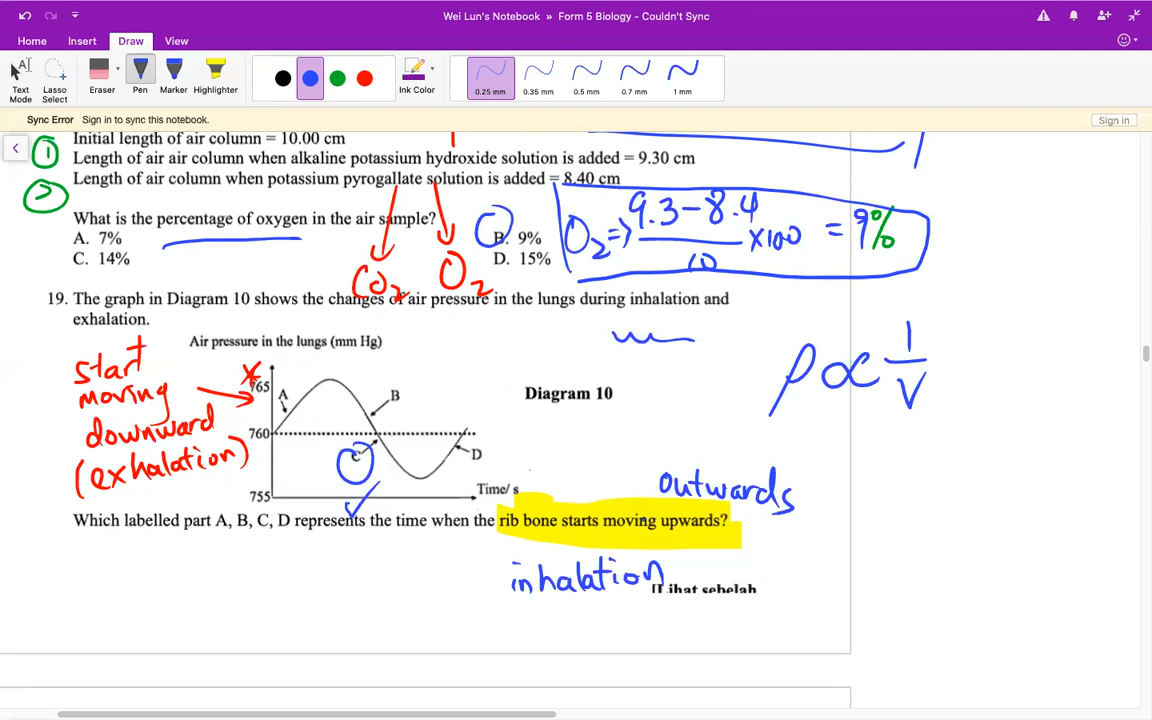 Wei Lun's Notebook » Form 5 Biology - Couldn't Sync
Home Insert Draw View
Text Mode
Lasso Select
Eraser
Pen
Marker
Highlighter
Ink Color
0.25 mm 0.35 mm 0.5 mm 0.7 mm 1 mm
Sync Error Sign in to sync this notebook. Sign in
Initial length of air column = 10.00 cm
① Length of air air column when alkaline potassium hydroxide solution is added = 9.30 cm
② Length of air column when potassium pyrogallate solution is added = 8.40 cm
What is the percentage of oxygen in the air sample?
A. 7% B. 9%
C. 14% D. 15%
O2 => 9.3-8.4
10
x100 = 9%
CO2 O2
19. The graph in Diagram 10 shows the changes of air pressure in the lungs during inhalation and
exhalation.
Air pressure in the lungs (mm Hg)
start
moving
downward
(exhalation)
765
760
755
A
B
C
D
Time/ s
Diagram 10
P ∝ 1/V
outwards
Which labelled part A, B, C, D represents the time when the rib bone starts moving upwards?
inhalation
[Lihat sebelah